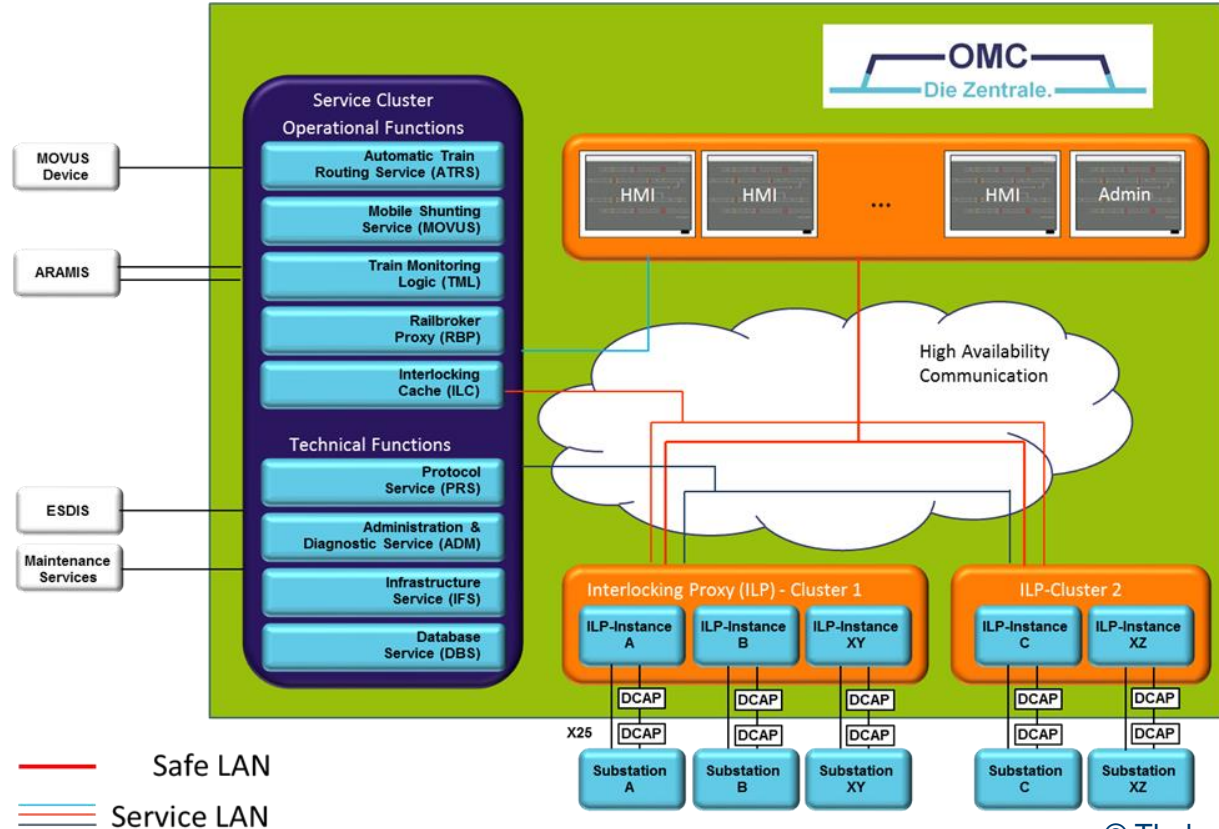 OMC
Die Zentrale.
Service Cluster
Operational Functions
Automatic Train
Routing Service (ATRS)
Mobile Shunting
Service (MOVUS)
Train Monitoring
Logic (TML)
Railbroker
Proxy (RBP)
Interlocking
Cache (ILC)
Technical Functions
Protocol
Service (PRS)
Administration &
Diagnostic Service (ADM)
Infrastructure
Service (IFS)
Database
Service (DBS)
MOVUS
Device
ARAMIS
ESDIS
Maintenance
Services
HMI
HMI
...
HMI
Admin
High Availability
Communication
Interlocking Proxy (ILP) - Cluster 1
ILP-Instance
A
ILP-Instance
B
ILP-Instance
XY
ILP-Cluster 2
ILP-Instance
C
ILP-Instance
XZ
DCAP
DCAP
DCAP
DCAP
DCAP
X25
DCAP
DCAP
DCAP
DCAP
DCAP
Substation
A
Substation
B
Substation
XY
Substation
C
Substation
XZ
Safe LAN
Service LAN